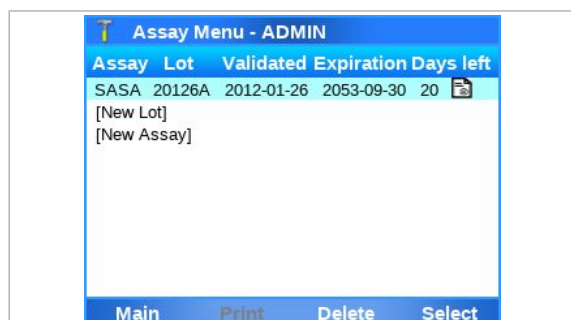 Assay Menu - ADMIN
Assay Lot Validated Expiration Days left
SASA 20126A 2012-01-26 2053-09-30 20
[New Lot]
[New Assay]
Main Print Delete Select